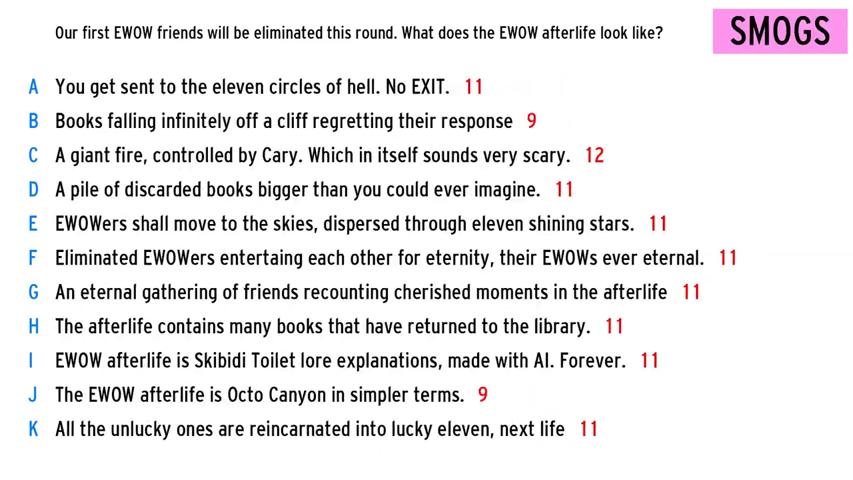 Our first EWOW friends will be eliminated this round. What does the EWOW afterlife look like?
SMOGS
A You get sent to the eleven circles of hell. No EXIT. 11
B Books falling infinitely off a cliff regretting their response 9
C A giant fire, controlled by Cary. Which in itself sounds very scary. 12
D A pile of discarded books bigger than you could ever imagine. 11
E EWOWers shall move to the skies, dispersed through eleven shining stars. 11
F Eliminated EWOWers entertaing each other for eternity, their EWOWs ever eternal. 11
G An eternal gathering of friends recounting cherished moments in the afterlife 11
H The afterlife contains many books that have returned to the library. 11
I EWOW afterlife is Skibidi Toilet lore explanations, made with AI. Forever. 11
J The EWOW afterlife is Octo Canyon in simpler terms. 9
K All the unlucky ones are reincarnated into lucky eleven, next life 11